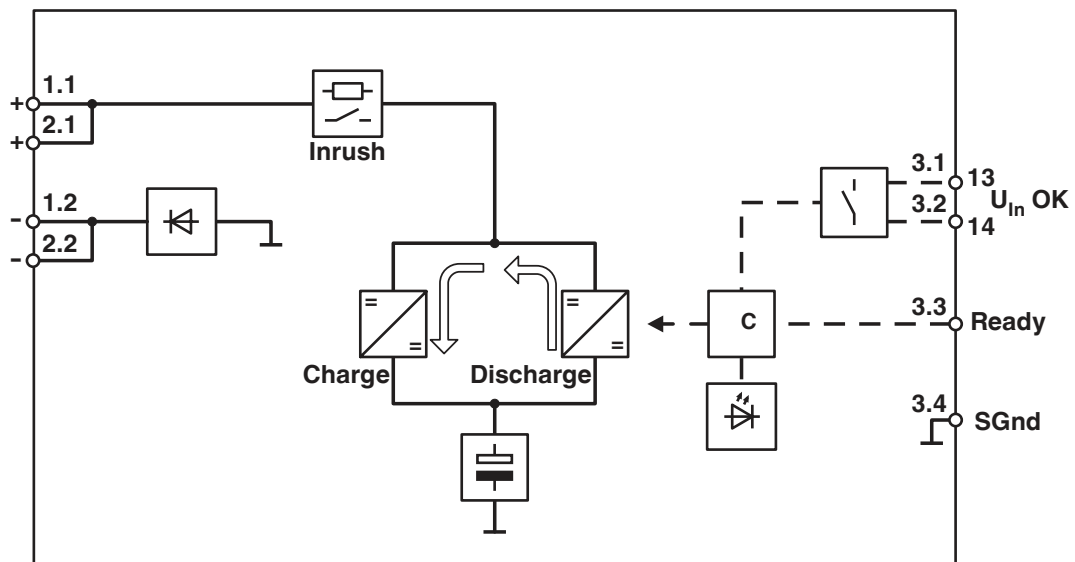 1.1
+
2.1
+
Inrush
1.2
-
2.2
-
3.1
13
3.2
U_In OK
14
=
=
=
=
Charge
Discharge
C
3.3
Ready
3.4
SGnd